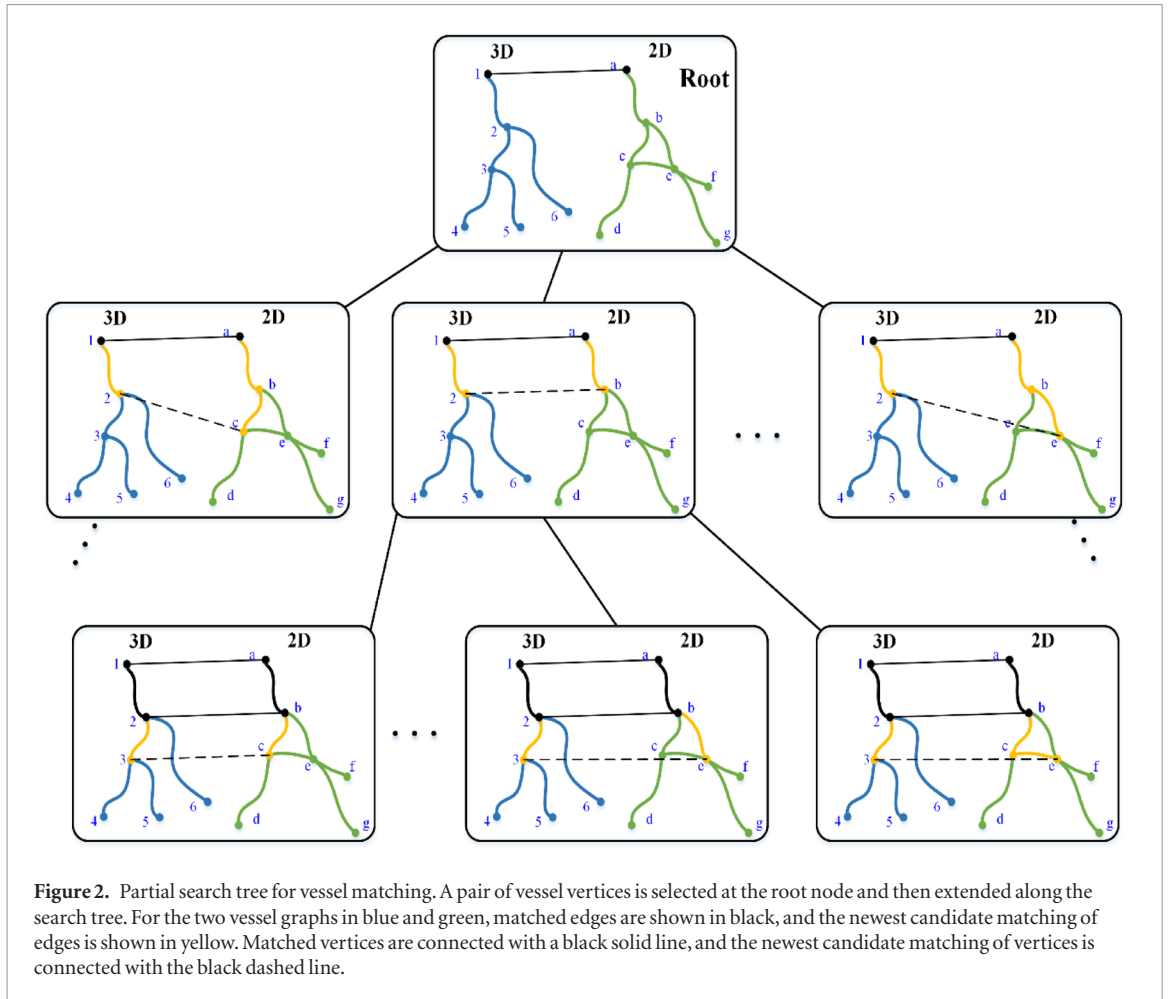 3D 2D
1 a Root
2 b
c
3 e f
6
4 5 d g
3D 2D
1 a
2 b
3 c e f
6
4 5 d g
3D 2D
1 a
2 b
3 c e f
6
4 5 d g
3D 2D
1 a
2 b
3 c e f
6
4 5 d g
3D 2D
1 a
2 b
3 c e f
6
4 5 d g
3D 2D
1 a
2 b
3 c e f
6
4 5 d g
3D 2D
1 a
2 b
3 c e f
6
4 5 d g
Figure 2. Partial search tree for vessel matching. A pair of vessel vertices is selected at the root node and then extended along the
search tree. For the two vessel graphs in blue and green, matched edges are shown in black, and the newest candidate matching of
edges is shown in yellow. Matched vertices are connected with a black solid line, and the newest candidate matching of vertices is
connected with the black dashed line.